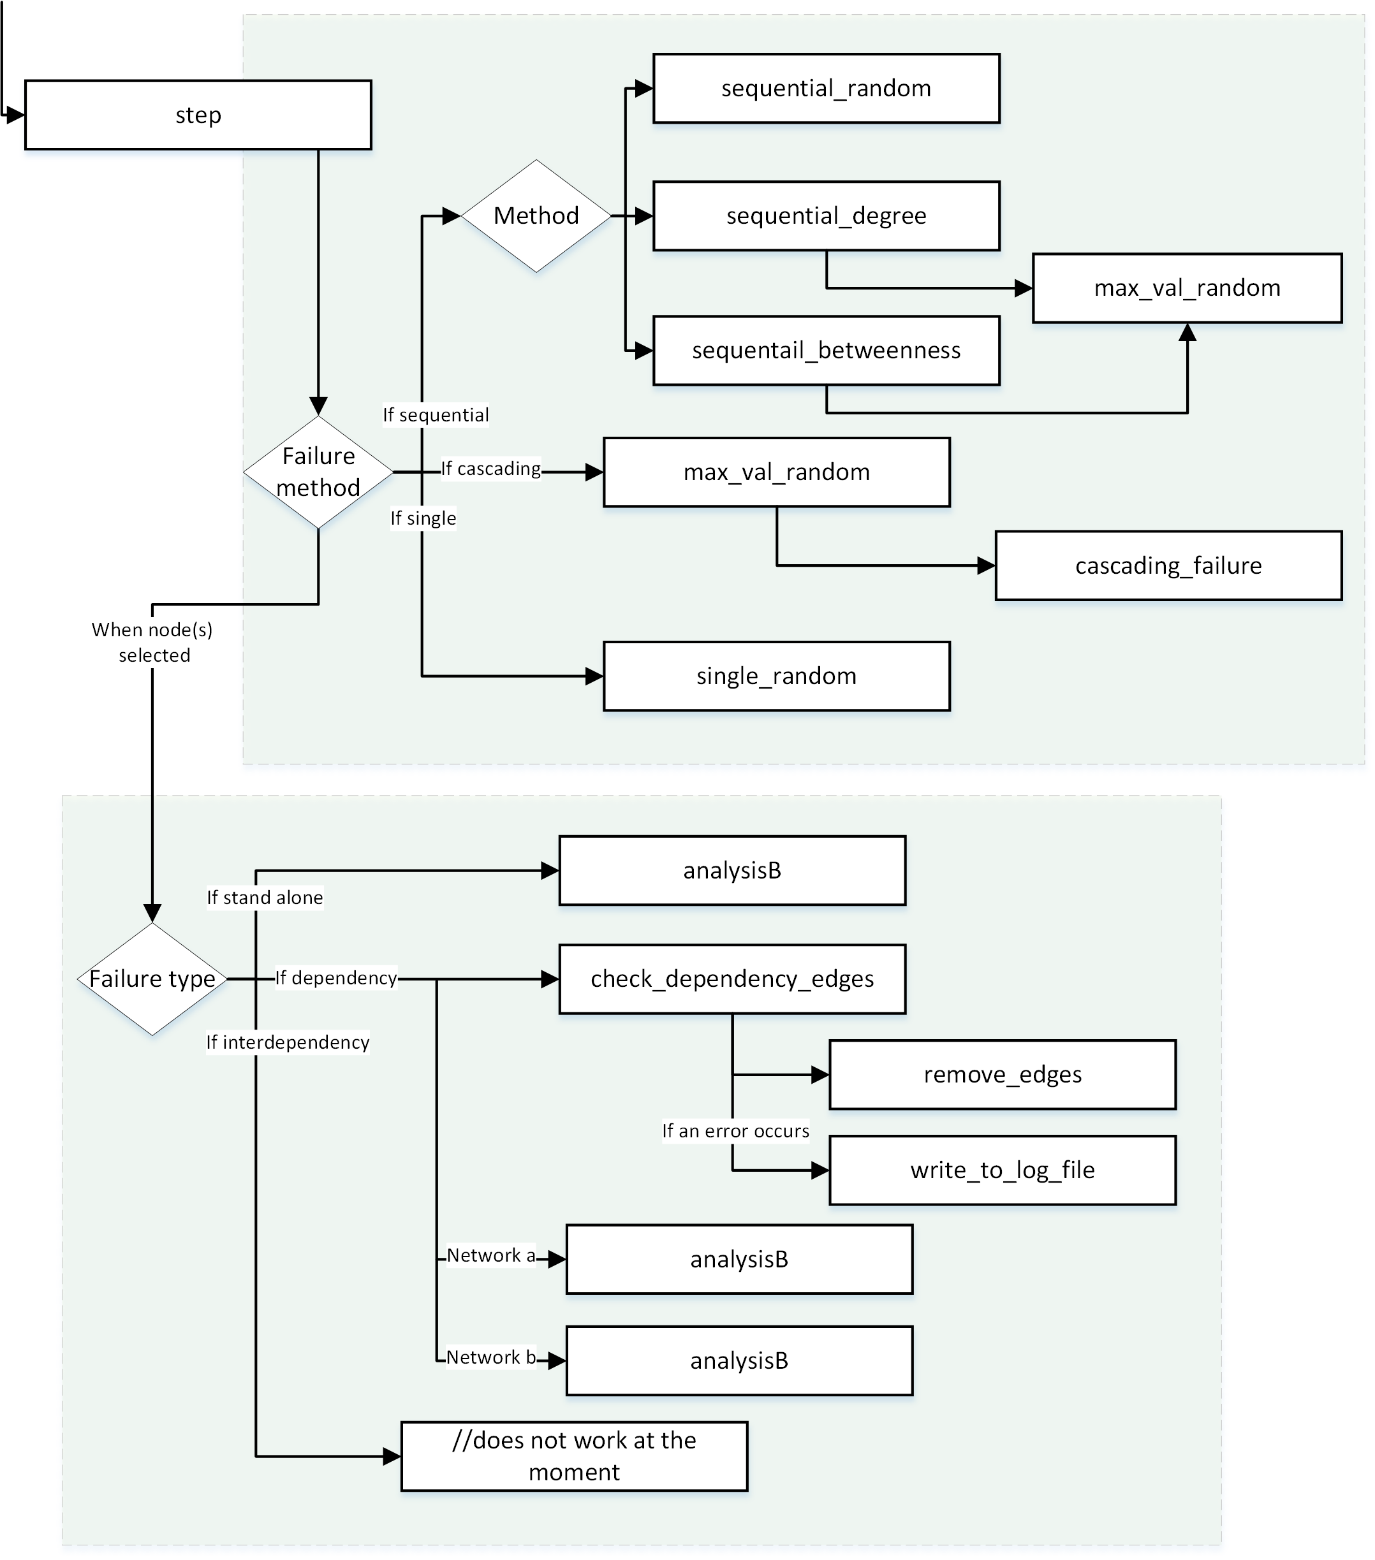 step
sequential_random
Method
sequential_degree
max_val_random
sequentail_betweenness
If sequential
Failure
method
If cascading
max_val_random
If single
cascading_failure
When node(s)
selected
single_random
analysisB
If stand alone
Failure type
If dependency
check_dependency_edges
If interdependency
remove_edges
If an error occurs
write_to_log_file
Network a
analysisB
Network b
analysisB
//does not work at the
moment